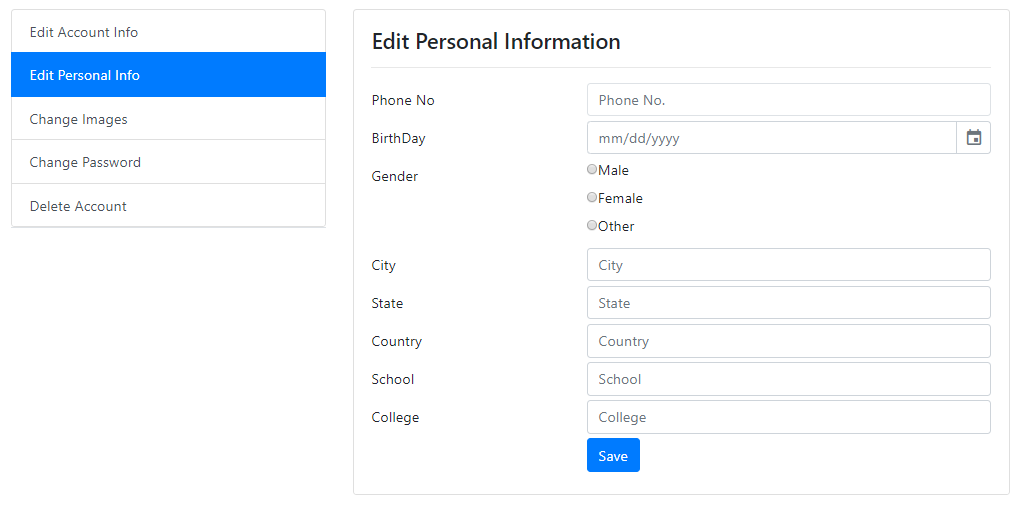 Edit Account Info
Edit Personal Info
Change Images
Change Password
Delete Account
Edit Personal Information
Phone No
Phone No.
BirthDay
mm/dd/yyyy
Gender
Male
Female
Other
City
City
State
State
Country
Country
School
School
College
College
Save